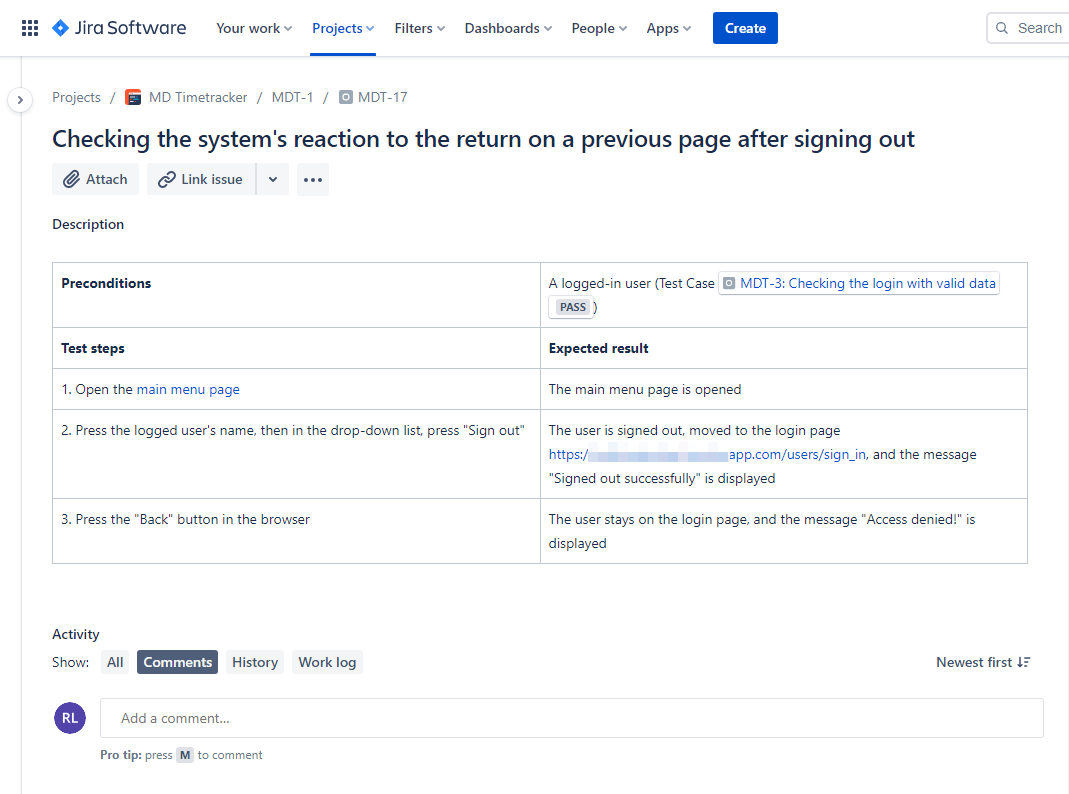 Jira Software Your work Projects Filters Dashboards People Apps Create Search
Projects / MD Timetracker / MDT-1 / MDT-17
Checking the system's reaction to the return on a previous page after signing out
Attach Link issue
Description
Preconditions
A logged-in user (Test Case MDT-3: Checking the login with valid data
PASS )
Test steps
Expected result
1. Open the main menu page
The main menu page is opened
2. Press the logged user's name, then in the drop-down list, press "Sign out"
The user is signed out, moved to the login page
https:/ app.com/users/sign_in, and the message
"Signed out successfully" is displayed
3. Press the "Back" button in the browser
The user stays on the login page, and the message "Access denied!" is
displayed
Activity
Show: All Comments History Work log Newest first
RL Add a comment...
Pro tip: press M to comment